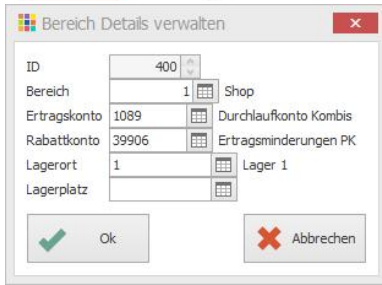 Bereich Details verwalten
ID 400
Bereich 1 Shop
Ertragskonto 1089 Durchlaufkonto Kombis
Rabattkonto 39906 Ertragsminderungen PK
Lagerort 1 Lager 1
Lagerplatz
Ok Abbrechen